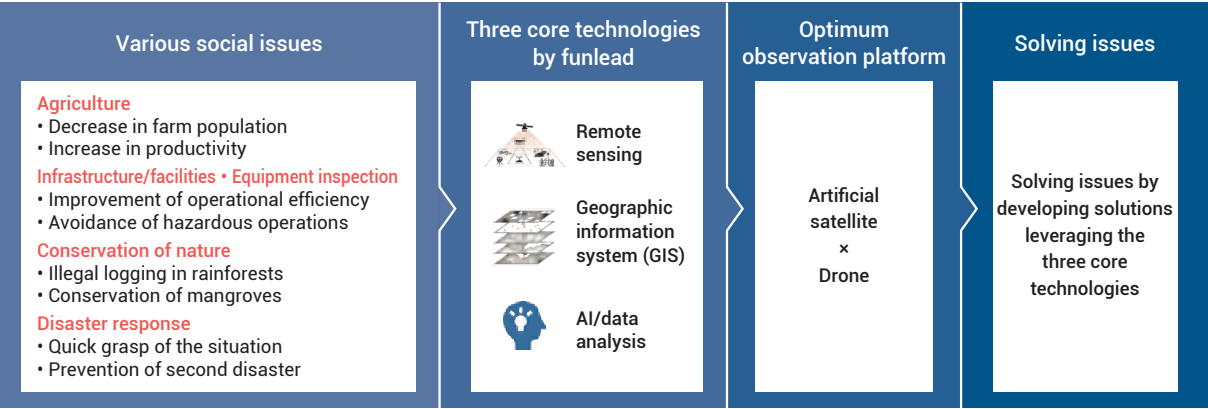 Various social issues
Agriculture
• Decrease in farm population
• Increase in productivity
Infrastructure/facilities • Equipment inspection
• Improvement of operational efficiency
• Avoidance of hazardous operations
Conservation of nature
• Illegal logging in rainforests
• Conservation of mangroves
Disaster response
• Quick grasp of the situation
• Prevention of second disaster
Three core technologies
by funlead
Remote
sensing
Geographic
information
system (GIS)
AI/data
analysis
Optimum
observation platform
Artificial
satellite
×
Drone
Solving issues
Solving issues by
developing solutions
leveraging the
three core
technologies